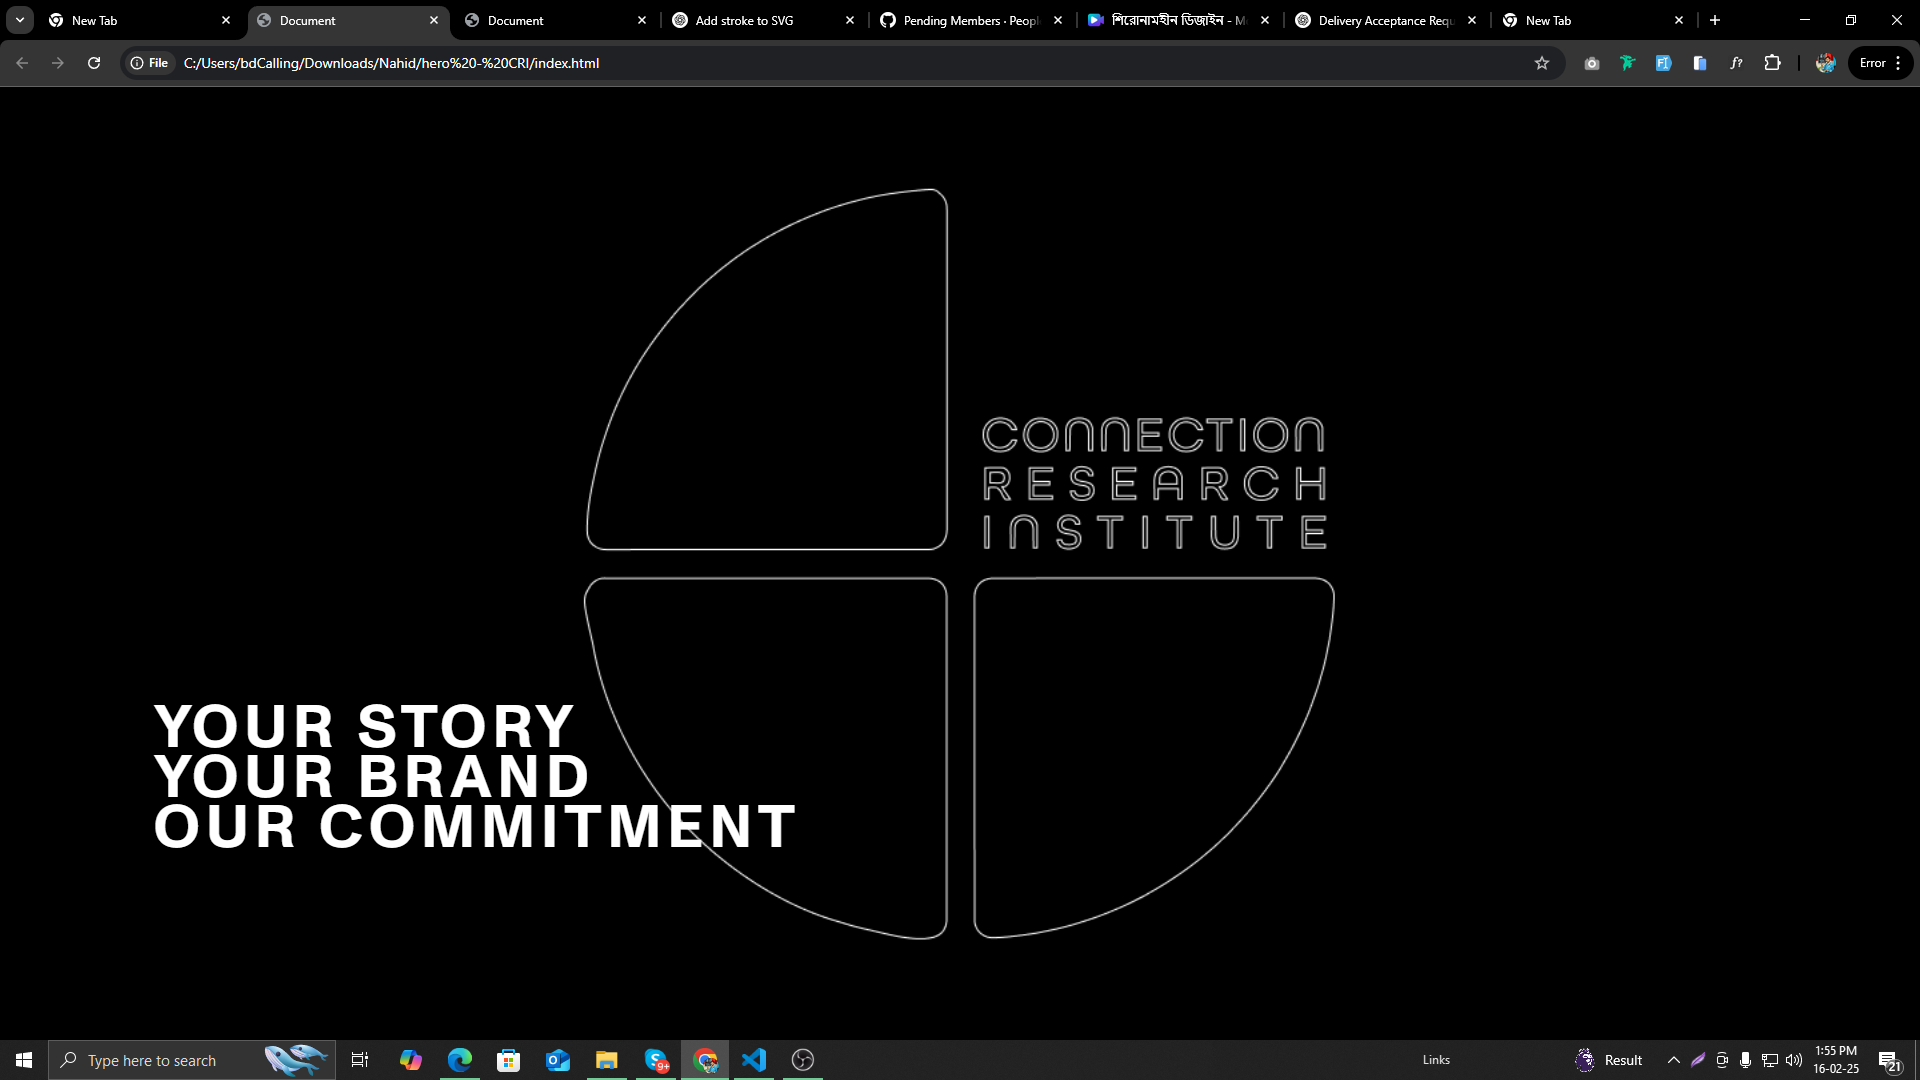 New Tab
Document
Document
Add stroke to SVG
Pending Members · Peopl
শিরোনামহীন ডিজাইন - M
Delivery Acceptance Requ
New Tab
File
C:/Users/bdCalling/Downloads/Nahid/hero%20-%20CRI/index.html
Error
CONNECTION
RESEARCH
INSTITUTE
YOUR STORY
YOUR BRAND
OUR COMMITMENT
Type here to search
9+
Links
Result
1:55 PM
16-02-25
21